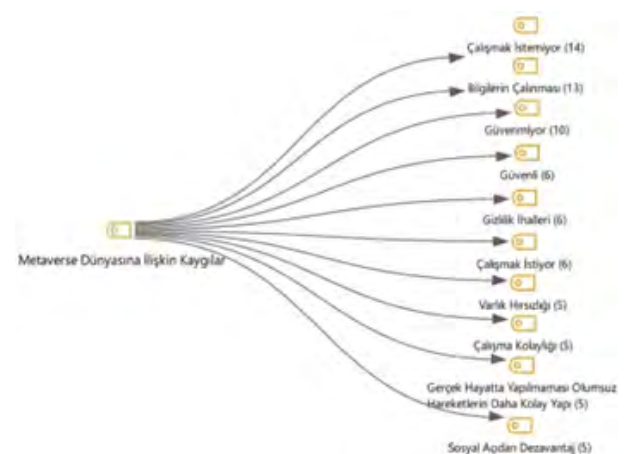 Çalışmak İstemiyor (14)
Bilgilerin Çalınması (13)
Güvenmiyor (10)
Güvenli (6)
Gizlilik İhalleri (6)
Metaverse Dünyasına İlişkin Kaygılar
Çalışmak İstiyor (6)
Varlık Hırsızlığı (5)
Çalışma Kolaylığı (5)
Gerçek Hayatta Yapılmaması Olumsuz
Hareketlerin Daha Kolay Yapı (5)
Sosyal Açıdan Dezavantaj (5)